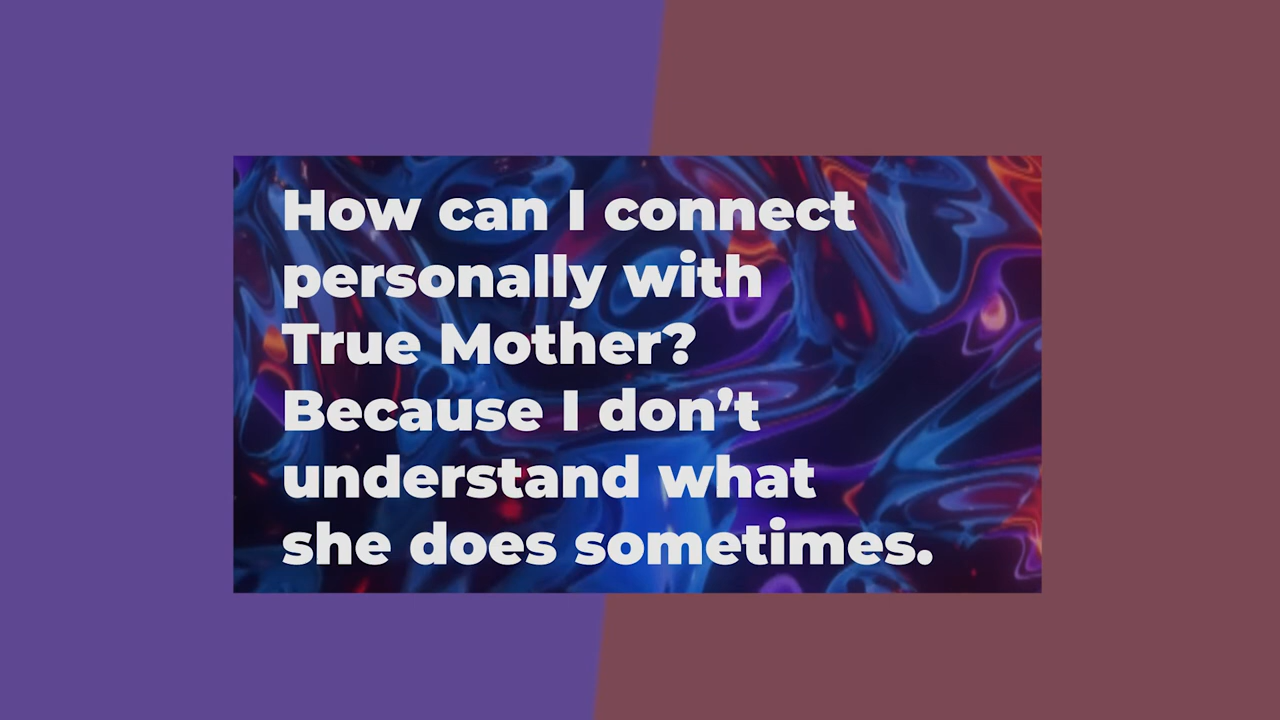 How can I connect
personally with
True Mother?
Because I don’t
understand what
she does sometimes.